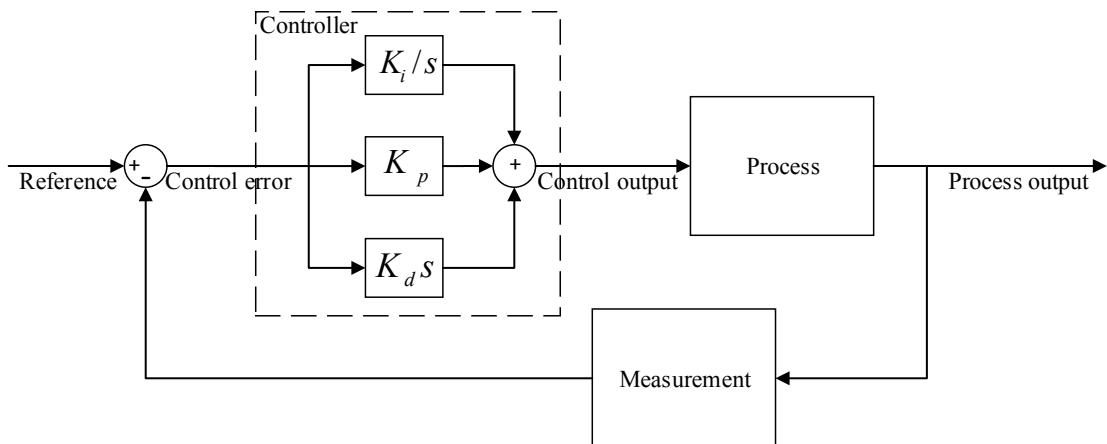 Controller
K_i/s
+
-
K_p
+
Process
Reference
Control error
Control output
Process output
K_d s
Measurement